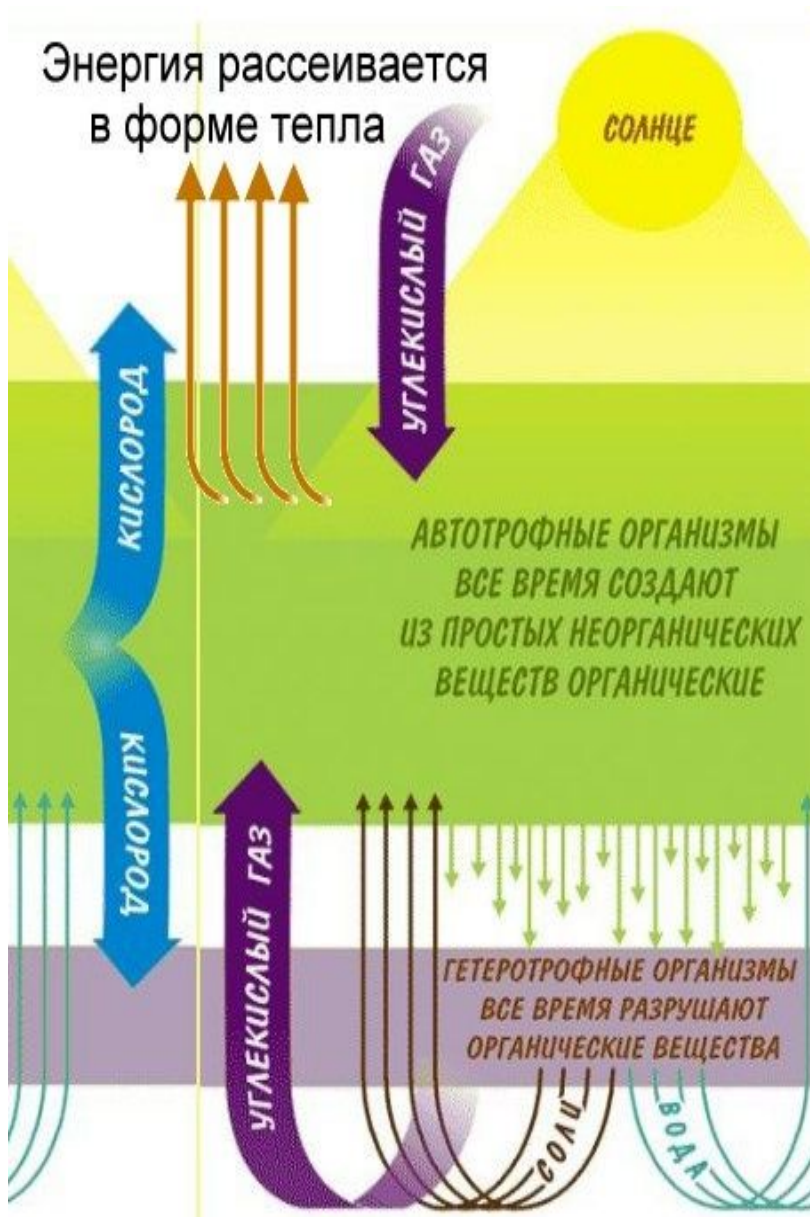 Энергия рассеивается
в форме тепла
СОЛНЦЕ
УГЛЕКИСЛЫЙ ГАЗ
КИСЛОРОД
АВТОТРОФНЫЕ ОРГАНИЗМЫ
ВСЕ ВРЕМЯ СОЗДАЮТ
ИЗ ПРОСТЫХ НЕОРГАНИЧЕСКИХ
ВЕЩЕСТВ ОРГАНИЧЕСКИЕ
КИСЛОРОД
УГЛЕКИСЛЫЙ ГАЗ
ГЕТЕРОТРОФНЫЕ ОРГАНИЗМЫ
ВСЕ ВРЕМЯ РАЗРУШАЮТ
ОРГАНИЧЕСКИЕ ВЕЩЕСТВА
СОЛИ
ВОДА